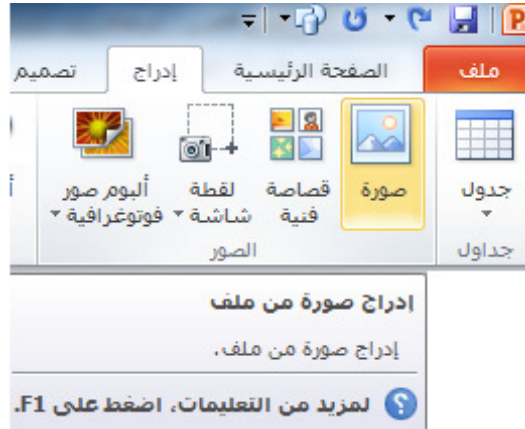 ملف الصفحة الرئيسية إدراج تصميم
جدول صورة قصاصة لقطة ألبوم صور
فنية شاشة فوتوغرافية
جداول الصور
إدراج صورة من ملف
إدراج صورة من ملف.
لمزيد من التعليمات، اضغط على F1.